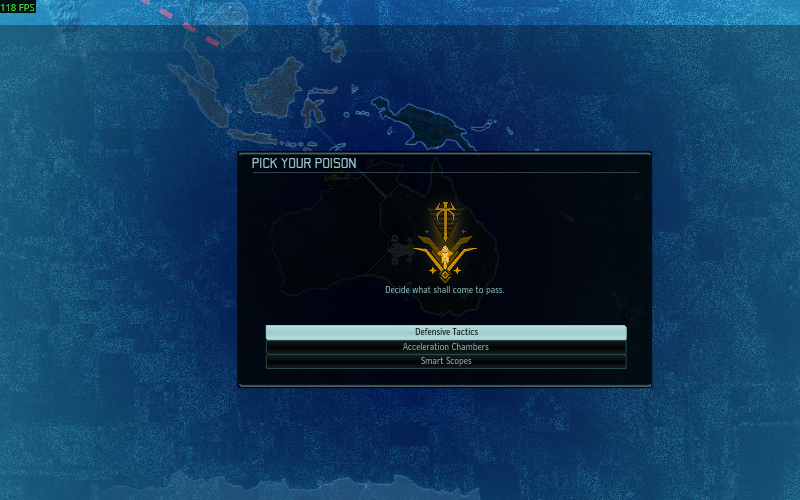 118 FPS
PICK YOUR POISON
Decide what shall come to pass.
Defensive Tactics
Acceleration Chambers
Smart Scopes